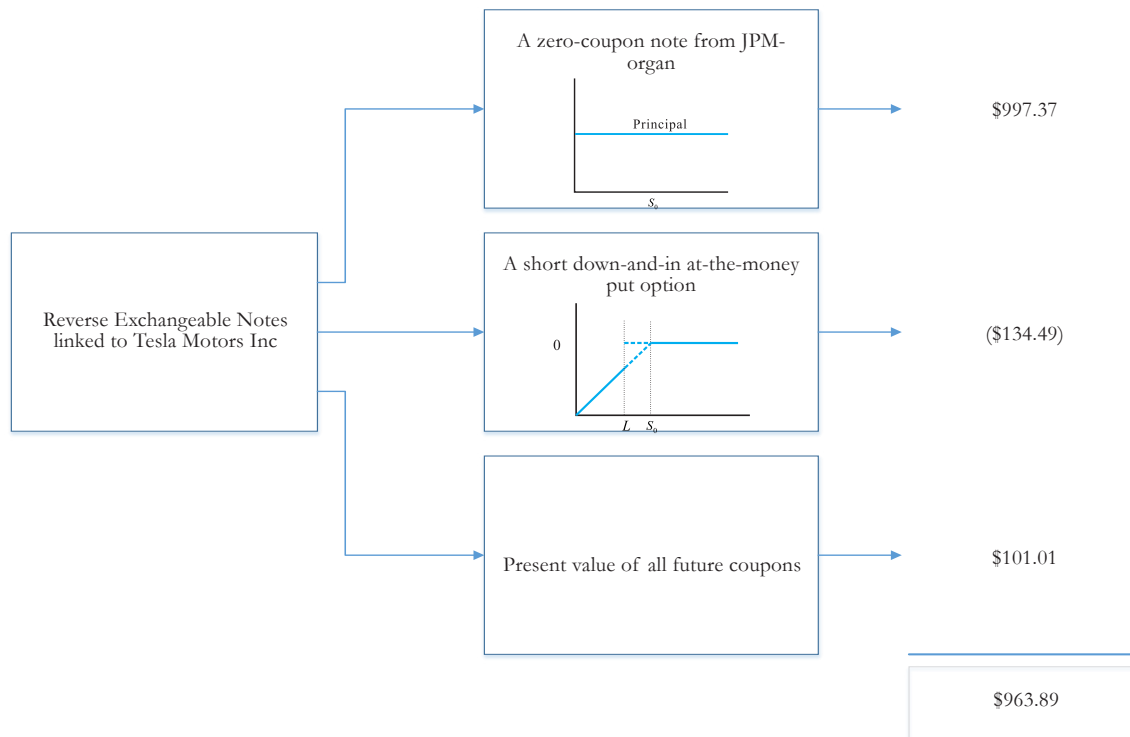 A zero-coupon note from JPM-
organ
Principal
S₀
$997.37
Reverse Exchangeable Notes
linked to Tesla Motors Inc
A short down-and-in at-the-money
put option
0
L S₀
($134.49)
Present value of all future coupons
$101.01
$963.89